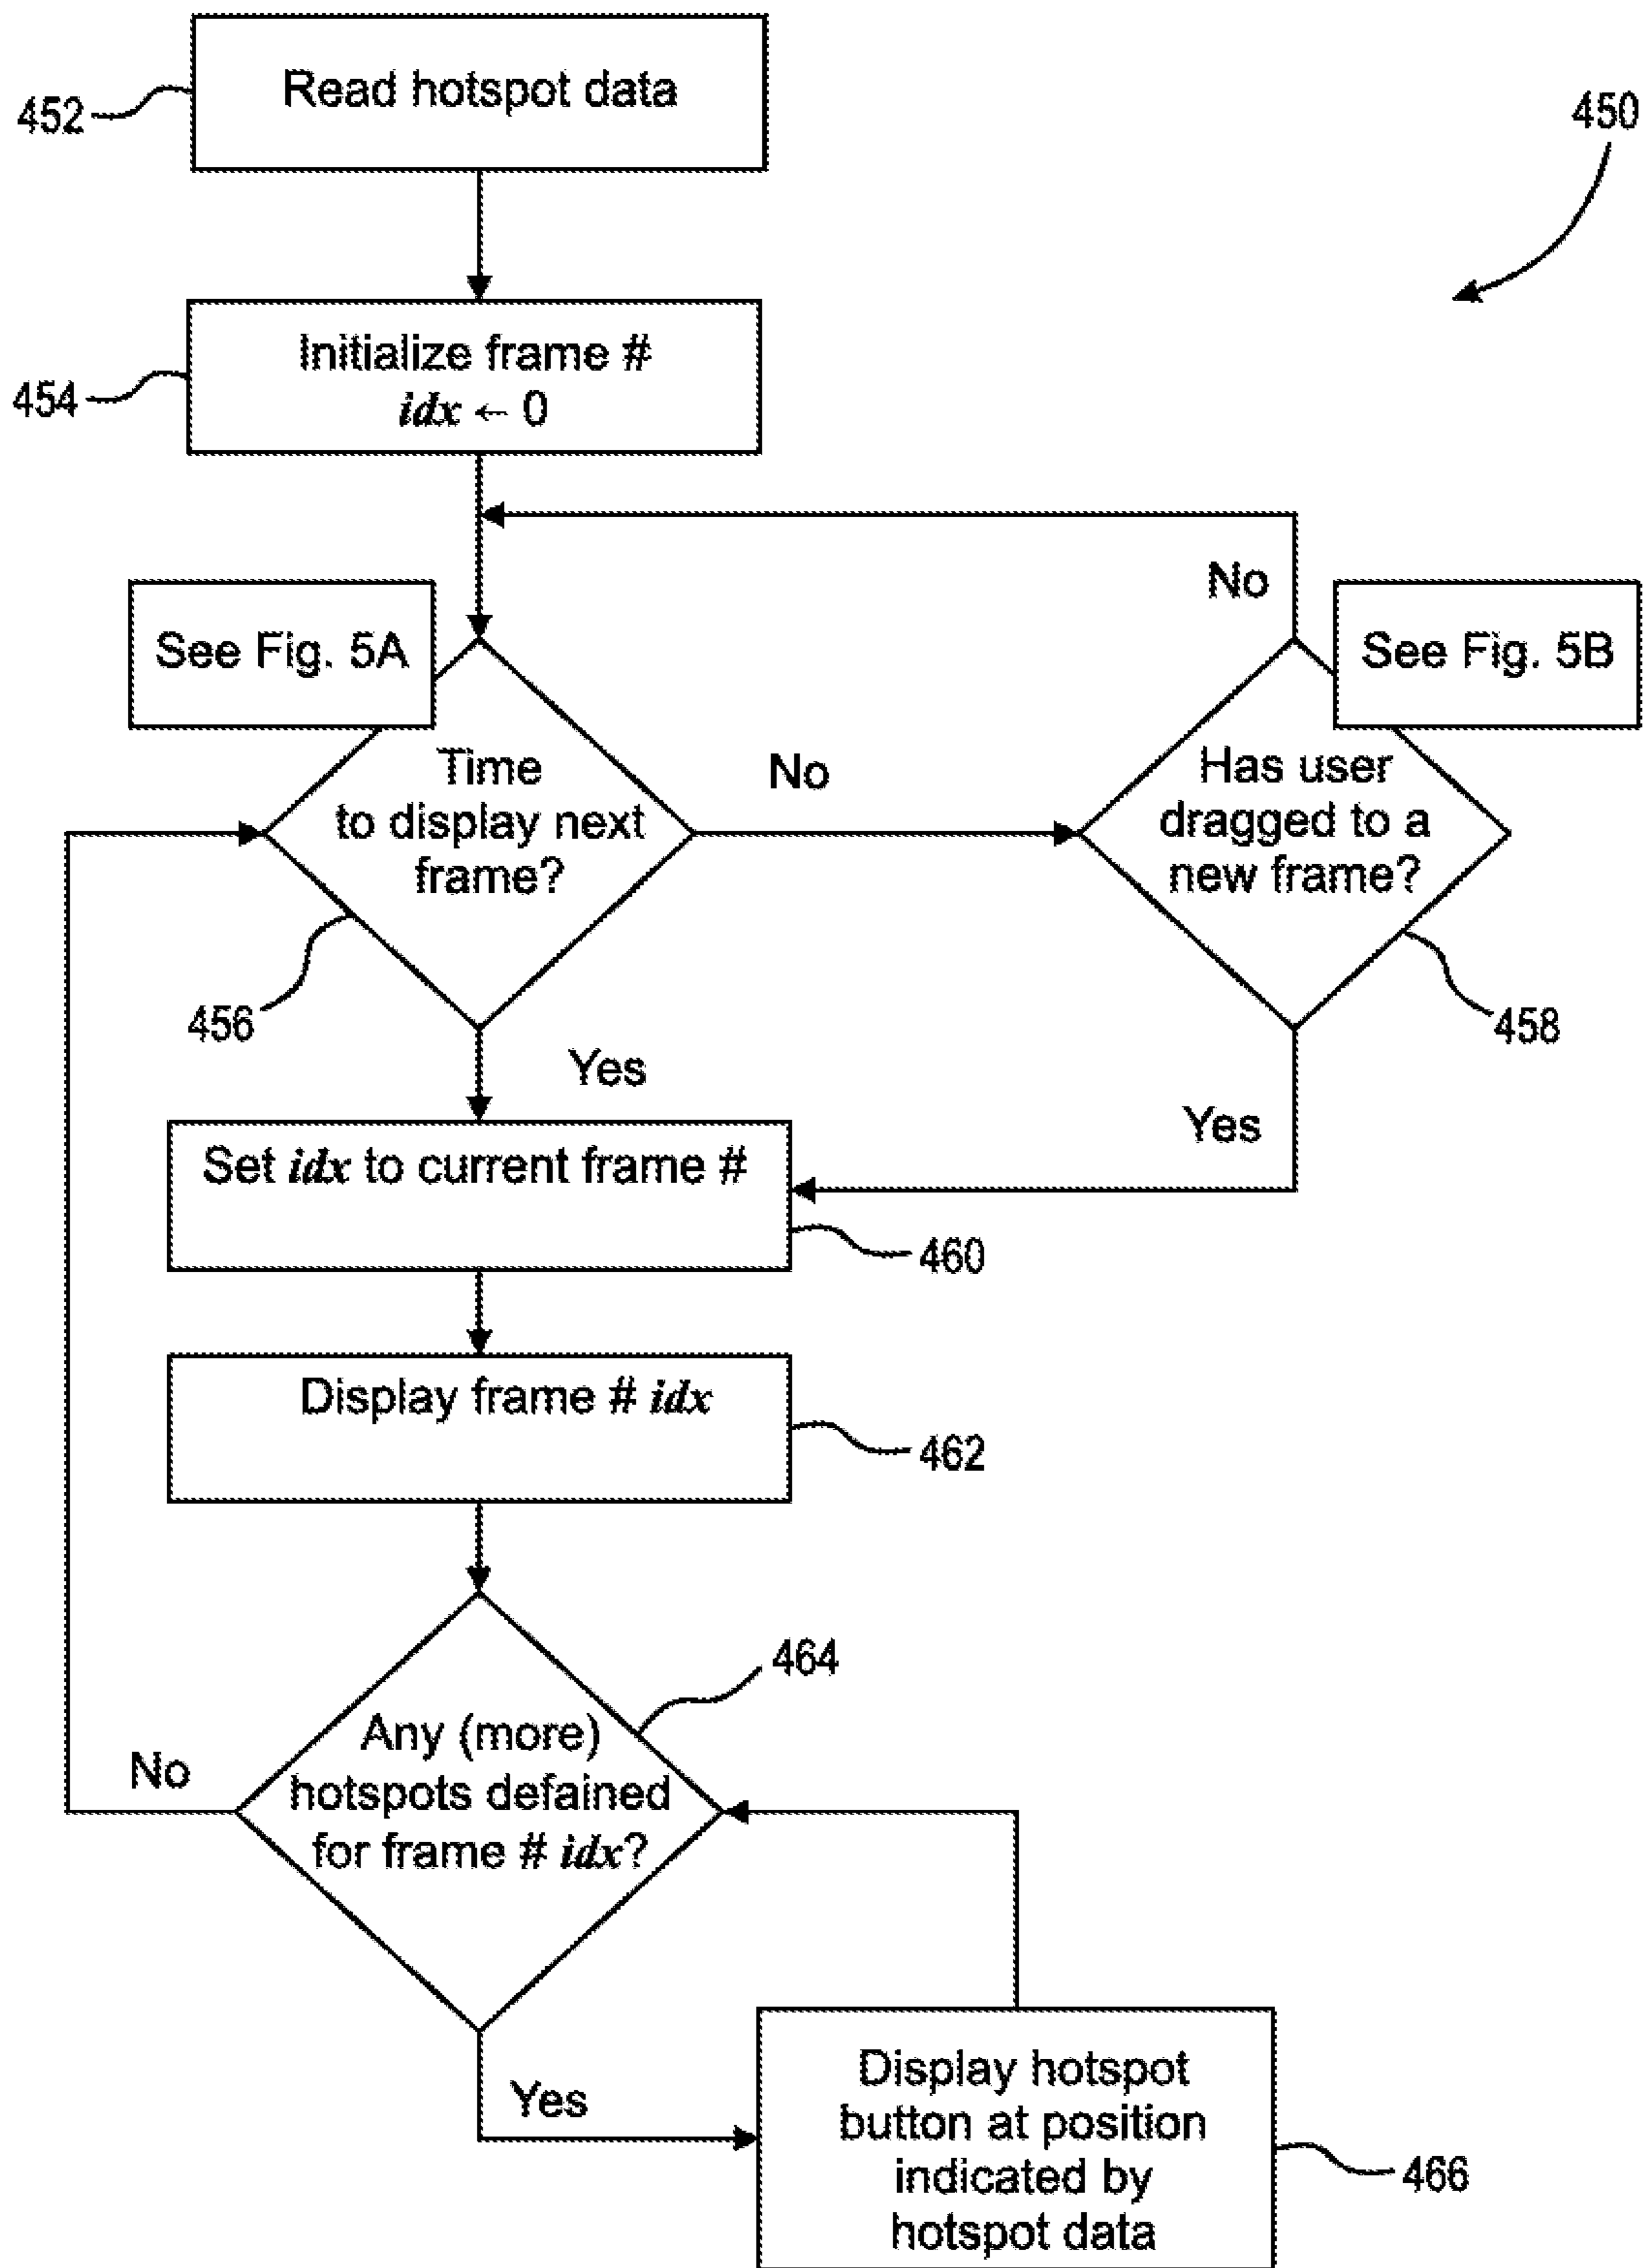 Read hotspot data
452
450
Initialize frame #
idx ← 0
454
No
See Fig. 5A
See Fig. 5B
Time
to display next
frame?
No
Has user
dragged to a
new frame?
456
458
Yes
Yes
Set idx to current frame #
460
Display frame # idx
462
464
Any (more)
hotspots defained
for frame # idx?
No
Yes
Display hotspot
button at position
indicated by
hotspot data
466